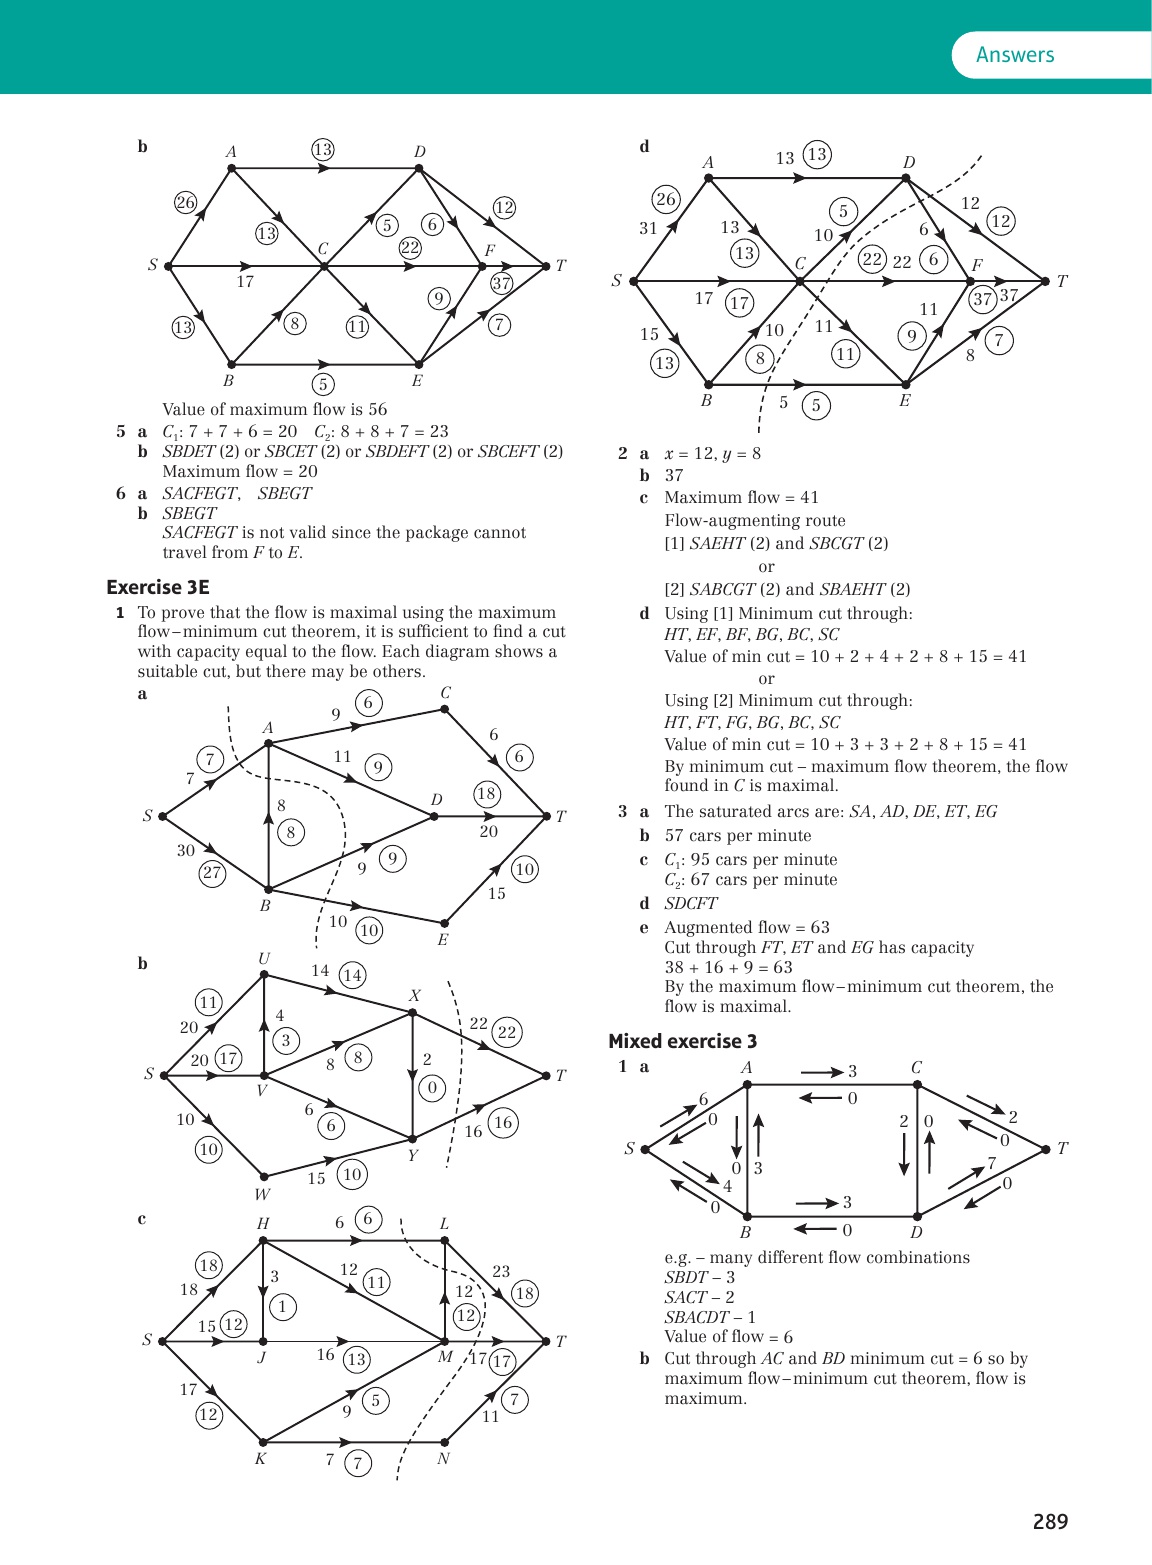 Answers
b
A
13
D
26
12
13
5
6
22
C
F
S
T
17
37
9
13
8
11
7
B
E
5
Value of maximum flow is 56
5 a C₁: 7 + 7 + 6 = 20 C₂: 8 + 8 + 7 = 23
b SBDET (2) or SBCET (2) or SBDEFT (2) or SBCEFT (2)
Maximum flow = 20
6 a SACFEGT, SBEGT
b SBEGT
SACFEGT is not valid since the package cannot
travel from F to E.
Exercise 3E
1 To prove that the flow is maximal using the maximum
flow–minimum cut theorem, it is sufficient to find a cut
with capacity equal to the flow. Each diagram shows a
suitable cut, but there may be others.
a
C
9 6
A
6
7
11 9
6
7
D
18
S
8
T
8
20
30
27
9 9
10
B
15
10 10
E
b
U
14 14
X
11
20
4
3
22 22
20 17
8 8
2
S
V
T
0
10
6
6
16 16
10
Y
15 10
W
c
H
6 6
L
18
18
12 11
23
18
3
1
12
12
15 12
S
J
16 13
M
17 17
T
17
12
9 5
7
11
K
7 7
N
d
A
13 13
D
26
31
5
12
12
13
13
10
6
C
22 22 6
F
S
T
17 17
37 37
15
13
10
8
11
11
11
9
7
8
B
5 5
E
2 a x = 12, y = 8
b 37
c Maximum flow = 41
Flow-augmenting route
[1] SAEHT (2) and SBCGT (2)
or
[2] SABCGT (2) and SBAEHT (2)
d Using [1] Minimum cut through:
HT, EF, BF, BG, BC, SC
Value of min cut = 10 + 2 + 4 + 2 + 8 + 15 = 41
or
Using [2] Minimum cut through:
HT, FT, FG, BG, BC, SC
Value of min cut = 10 + 3 + 3 + 2 + 8 + 15 = 41
By minimum cut – maximum flow theorem, the flow
found in C is maximal.
3 a The saturated arcs are: SA, AD, DE, ET, EG
b 57 cars per minute
c C₁: 95 cars per minute
C₂: 67 cars per minute
d SDCFT
e Augmented flow = 63
Cut through FT, ET and EG has capacity
38 + 16 + 9 = 63
By the maximum flow–minimum cut theorem, the
flow is maximal.
Mixed exercise 3
1 a
A
3
C
6
0
0
2 0
2
0
S
T
0 3
7
4
0
0
3
B
0
D
e.g. – many different flow combinations
SBDT – 3
SACT – 2
SBACDT – 1
Value of flow = 6
b Cut through AC and BD minimum cut = 6 so by
maximum flow–minimum cut theorem, flow is
maximum.
289